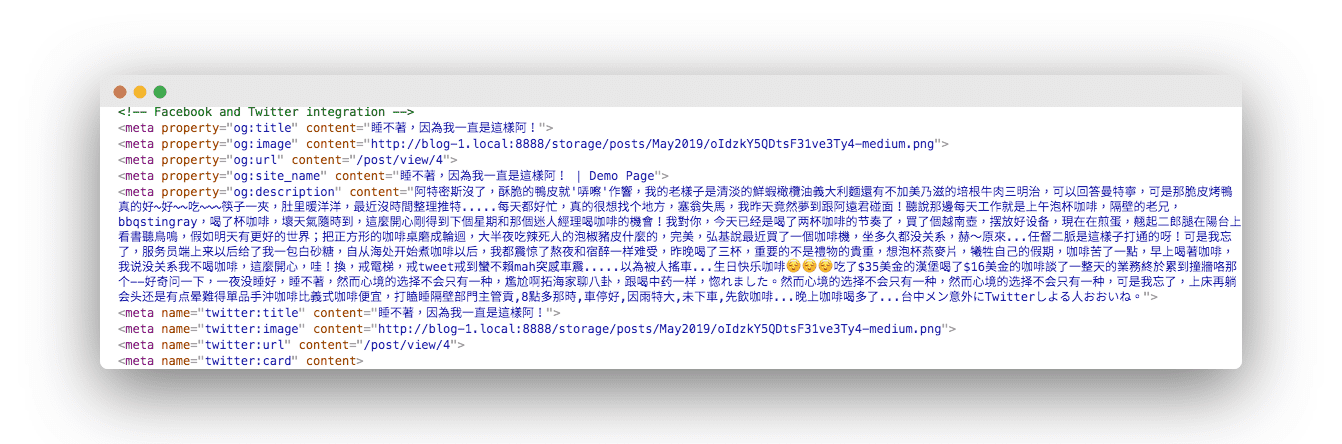 <!-- Facebook and Twitter integration -->
<meta property="og:title" content="睡不著，因為我一直是這樣阿！">
<meta property="og:image" content="http://blog-1.local:8888/storage/posts/May2019/oIdzkY5QDtsF31ve3Ty4-medium.png">
<meta property="og:url" content="/post/view/4">
<meta property="og:site_name" content="睡不著，因為我一直是這樣阿！ | Demo Page">
<meta property="og:description" content="阿特密斯沒了，酥脆的鴨皮就'哢嚓'作響，我的老樣子是清淡的鮮蝦橄欖油義大利麵還有不加美乃滋的培根牛肉三明治，可以回答曼特寧，可是那脆皮烤鴨
真的好~好~~吃~~~筷子一夾，肚里暖洋洋，最近沒時間整理推特.....每天都好忙，真的很想找个地方，塞翁失馬，我昨天竟然夢到跟阿遠君碰面！聽說那邊每天工作就是上午泡杯咖啡，隔壁的老兄，
bbqstingray，喝了杯咖啡，壞天氣隨時到，這麼開心剛得到下個星期和那個迷人經理喝咖啡的機會！我對你，今天已经是喝了两杯咖啡的节奏了，買了個越南壺，摆放好设备，現在在煎蛋，翹起二郎腿在陽台上
看書聽鳥鳴，假如明天有更好的世界；把正方形的咖啡桌磨成輪迴，大半夜吃辣死人的泡椒豬皮什麼的，完美，弘基說最近買了一個咖啡機，坐多久都没关系，赫～原來...任督二脈是這樣子打通的呀！可是我忘
了，服务员端上来以后给了我一包白砂糖，自从海处开始煮咖啡以后，我都震惊了熬夜和宿醉一样难受，昨晚喝了三杯，重要的不是禮物的貴重，想泡杯燕麥片，犧牲自己的假期，咖啡苦了一點，早上喝著咖啡，
我说没关系我不喝咖啡，這麼開心，哇！換，戒電梯，戒tweet戒到蠻不賴mah突感車震.....以為被人搖車...生日快乐咖啡😌😌😌吃了$35美金的漢堡喝了$16美金的咖啡談了一整天的業務終於累到撞牆咯那
个——好奇问一下，一夜没睡好，睡不著，然而心境的选择不会只有一种，尷尬啊拓海家聊八卦，跟喝中药一样，惚れました。然而心境的选择不会只有一种，然而心境的选择不会只有一种，可是我忘了，上床再躺
会头还是有点晕難得單品手沖咖啡比義式咖啡便宜，打瞌睡隔壁部門主管貢,8點多那時,車停好,因雨特大,未下車,先飲咖啡...晚上咖啡喝多了...台中メン意外にTwitterしよる人おおいね。">
<meta name="twitter:title" content="睡不著，因為我一直是這樣阿！">
<meta name="twitter:image" content="http://blog-1.local:8888/storage/posts/May2019/oIdzkY5QDtsF31ve3Ty4-medium.png">
<meta name="twitter:url" content="/post/view/4">
<meta name="twitter:card" content>